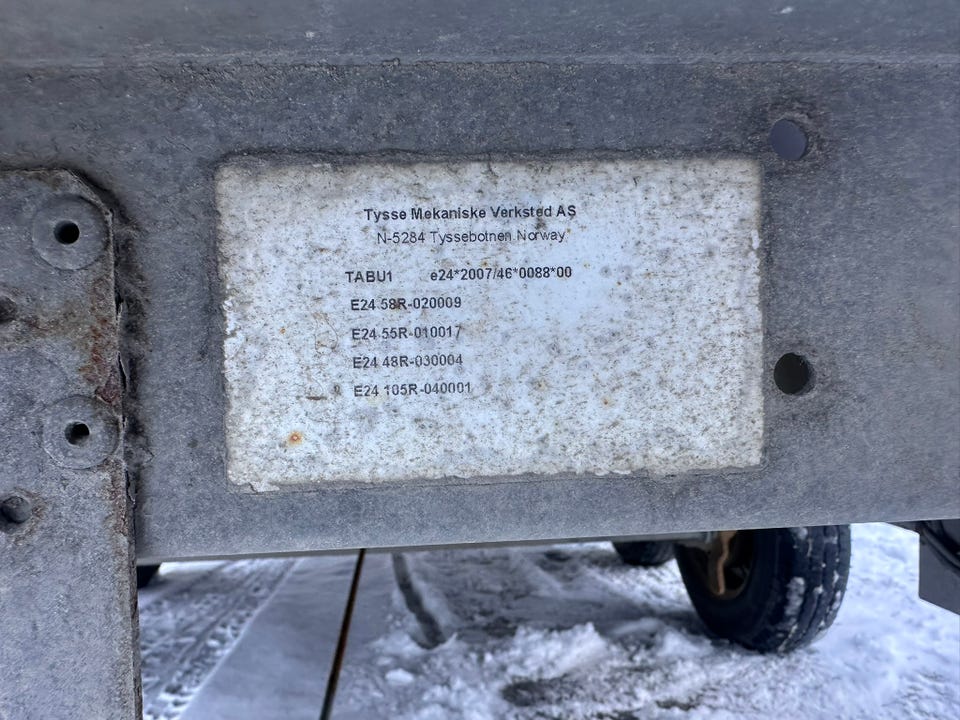 Tysse Mekaniske Verksted AS
N-5284 Tyssebotnen Norway
TABU1 e24*2007/46*0088*00
E24 58R-020009
E24 55R-010017
E24 48R-030004
E24 105R-040001